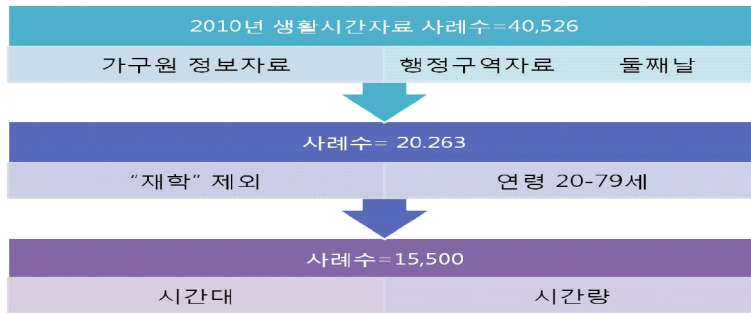 2010년 생활시간자료 사례수=40,526
가구원 정보자료 행정구역자료 둘째날
사례수= 20.263
“재학” 제외 연령 20-79세
사례수=15,500
시간대 시간량